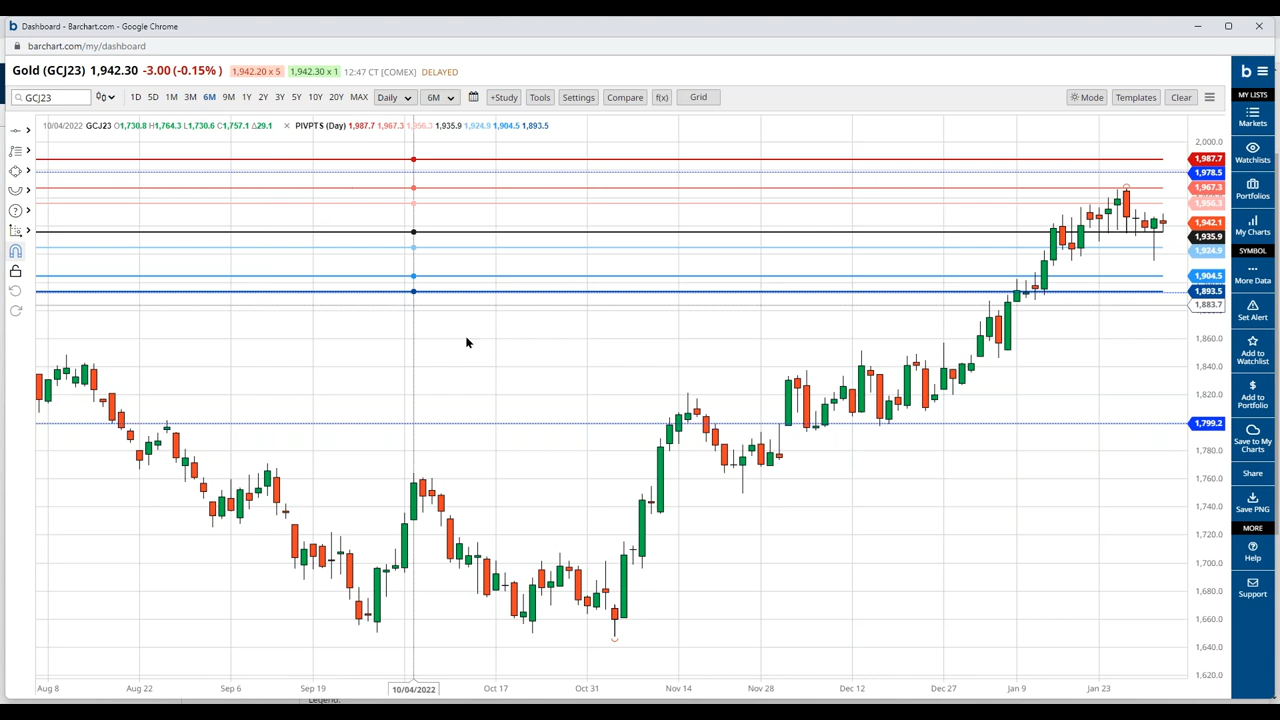 Dashboard - Barchart.com - Google Chrome
barchart.com/my/dashboard
Gold (GCJ23) 1,942.30 -3.00 (-0.15%) 1,942.20 x 5 1,942.30 x 1 12:47 CT [COMEX] DELAYED
GCJ23 1D 5D 1M 3M 6M 9M 1Y 2Y 3Y 5Y 10Y 20Y MAX Daily 6M +Study Tools Settings Compare f(x) Grid Mode Templates Clear
10/04/2022 GCJ23 O1,730.8 H1,764.3 L1,730.6 C1,757.1 Δ29.1 × PIVPTS (Day) 1,987.7 1,967.3 1,956.3 1,935.9 1,924.9 1,904.5 1,893.5
2,000.0
1,987.7
1,978.5
1,967.3
1,956.3
1,942.1
1,935.9
1,924.9
1,904.5
1,893.5
1,883.7
1,860.0
1,840.0
1,820.0
1,799.2
1,780.0
1,760.0
1,740.0
1,720.0
1,700.0
1,680.0
1,660.0
1,640.0
1,620.0
Aug 8 Aug 22 Sep 6 Sep 19 10/04/2022 Oct 17 Oct 31 Nov 14 Nov 28 Dec 12 Dec 27 Jan 9 Jan 23
b
MY LISTS
Markets
Watchlists
Portfolios
My Charts
SYMBOL
More Data
Set Alert
Add to
Watchlist
Add to
Portfolio
Save to My
Charts
Share
Save PNG
MORE
Help
Support